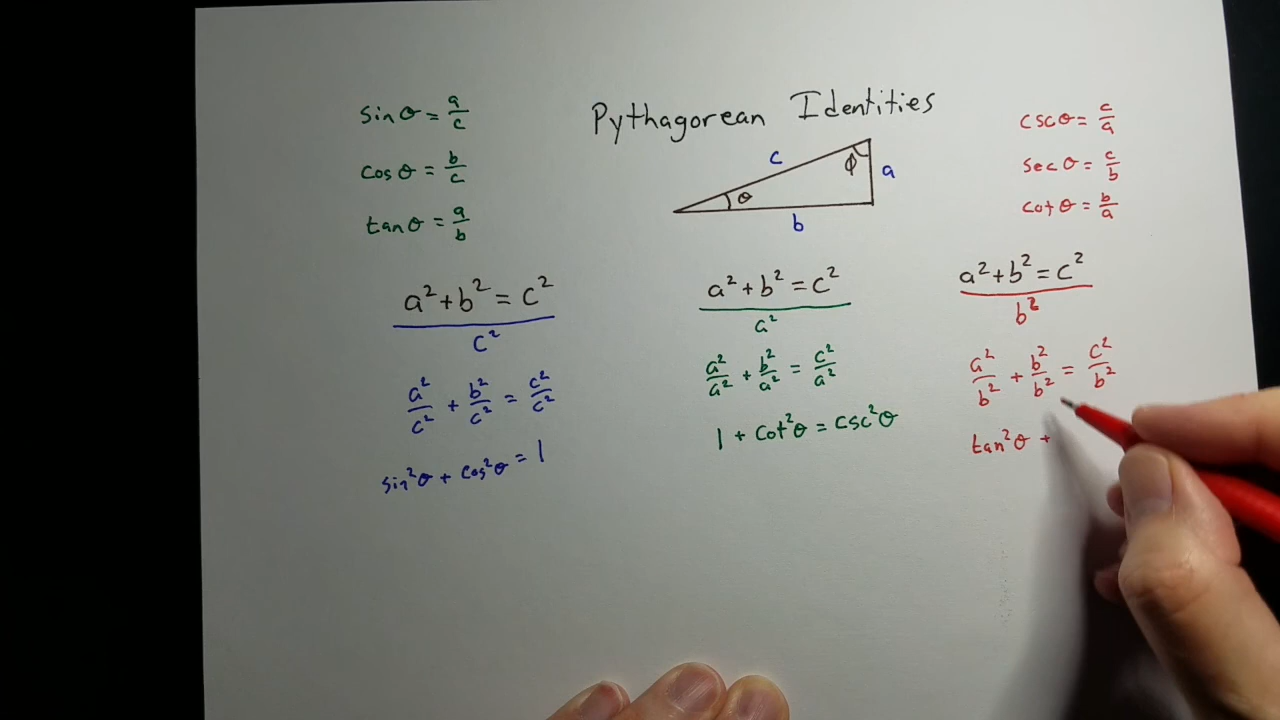 Pythagorean Identities
sin θ = a/c
cos θ = b/c
tan θ = a/b
c
θ
ϕ
a
b
csc θ = c/a
sec θ = c/b
cot θ = b/a
a² + b² = c²
c²
a²/c² + b²/c² = c²/c²
sin²θ + cos²θ = 1
a² + b² = c²
a²
a²/a² + b²/a² = c²/a²
1 + cot²θ = csc²θ
a² + b² = c²
b²
a²/b² + b²/b² = c²/b²
tan²θ +